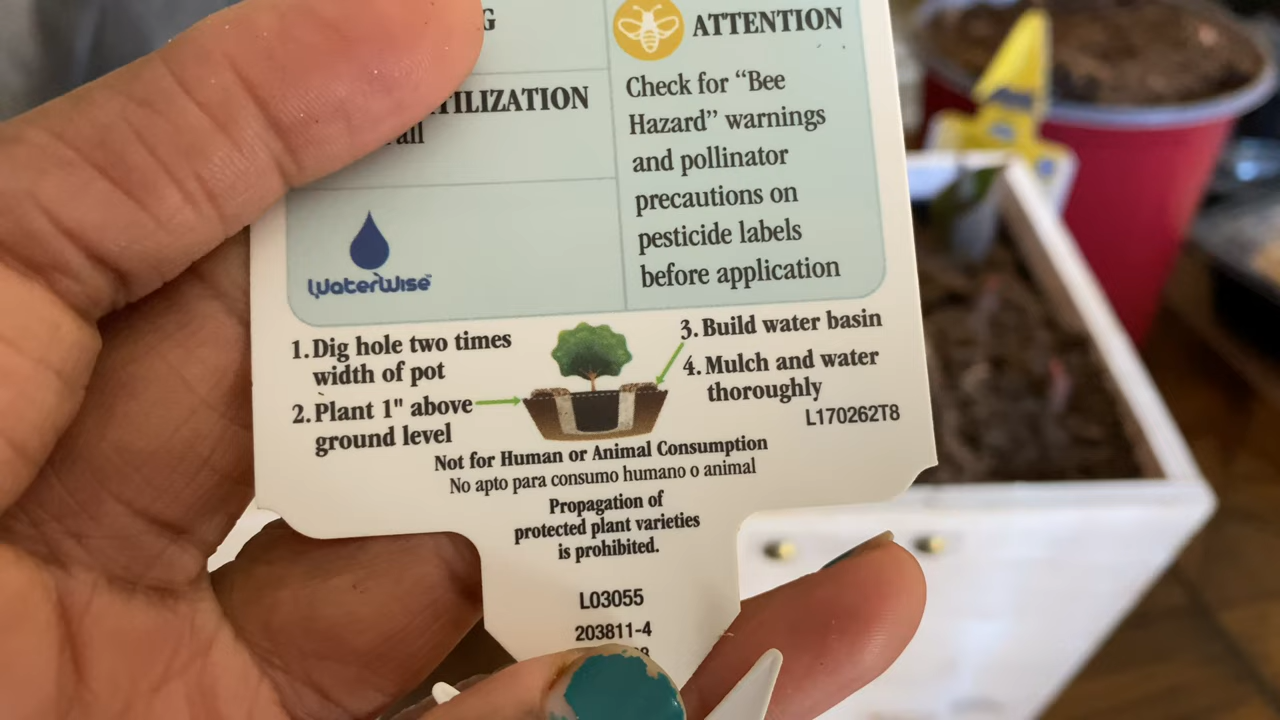 G
TILIZATION
all
WaterWise™
ATTENTION
Check for “Bee
Hazard” warnings
and pollinator
precautions on
pesticide labels
before application
1. Dig hole two times
width of pot
2. Plant 1" above
ground level
3. Build water basin
4. Mulch and water
thoroughly
L170262T8
Not for Human or Animal Consumption
No apto para consumo humano o animal
Propagation of
protected plant varieties
is prohibited.
L03055
203811-4